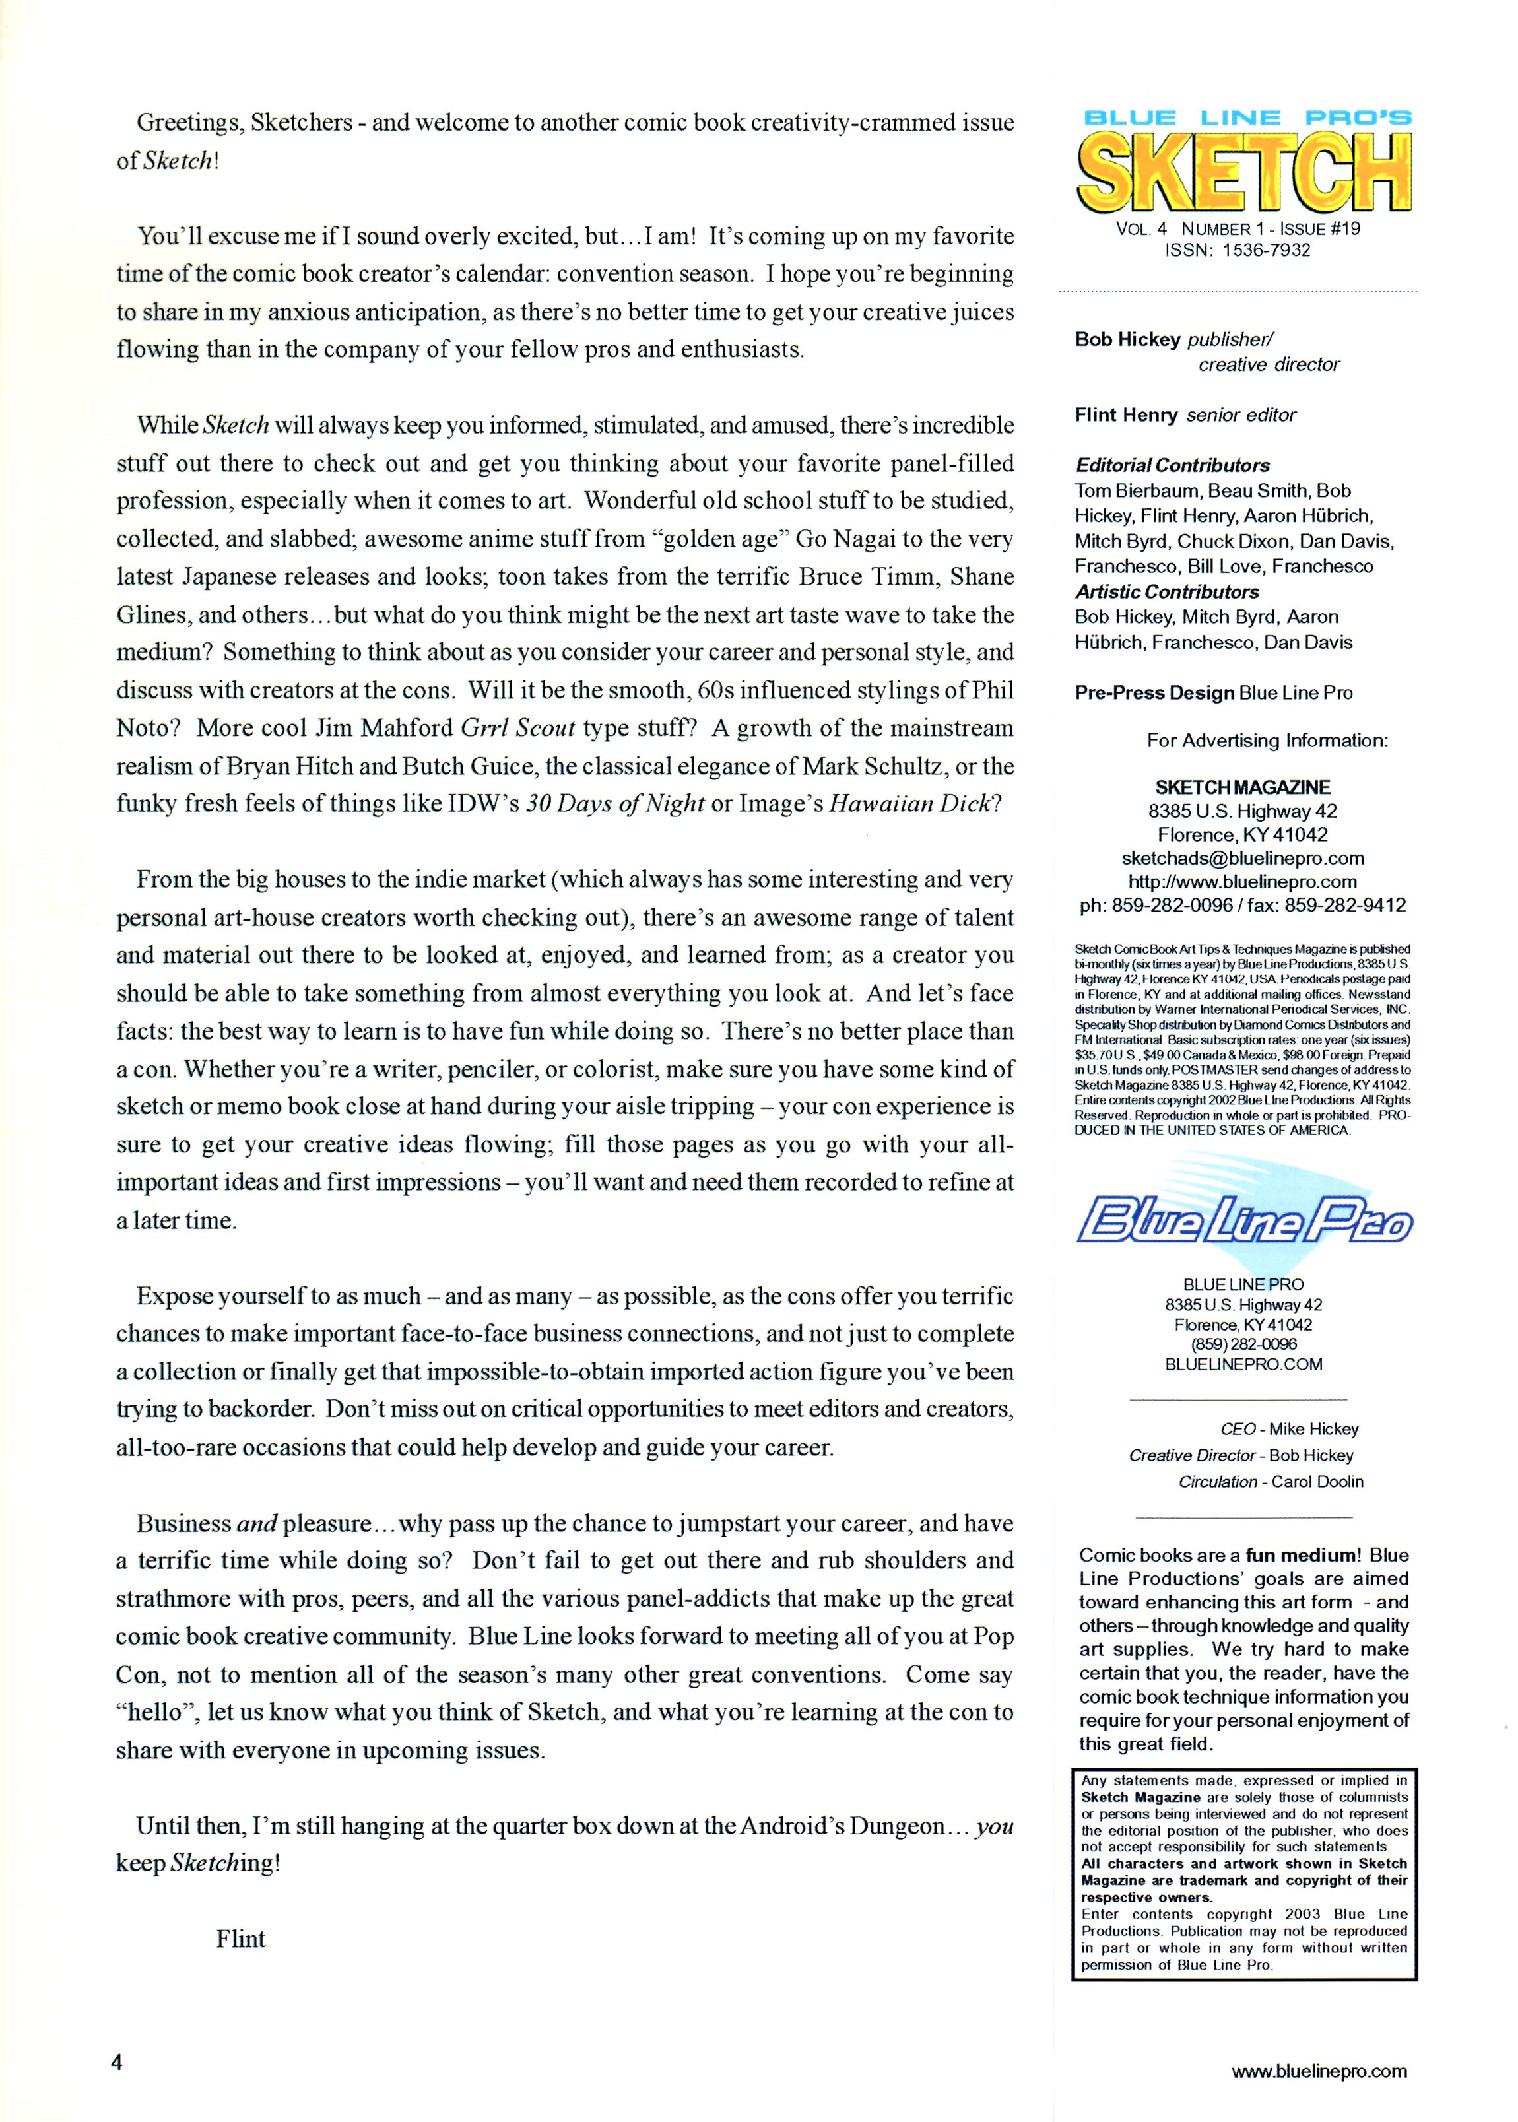 Greetings, Sketchers - and welcome to another comic book creativity-crammed issue
of Sketch!
You'll excuse me if I sound overly excited, but…I am! It's coming up on my favorite
time of the comic book creator's calendar: convention season. I hope you're beginning
to share in my anxious anticipation, as there's no better time to get your creative juices
flowing than in the company of your fellow pros and enthusiasts.
While Sketch will always keep you informed, stimulated, and amused, there's incredible
stuff out there to check out and get you thinking about your favorite panel-filled
profession, especially when it comes to art. Wonderful old school stuff to be studied,
collected, and slabbed; awesome anime stuff from “golden age” Go Nagai to the very
latest Japanese releases and looks; toon takes from the terrific Bruce Timm, Shane
Glines, and others…but what do you think might be the next art taste wave to take the
medium? Something to think about as you consider your career and personal style, and
discuss with creators at the cons. Will it be the smooth, 60s influenced stylings of Phil
Noto? More cool Jim Mahford Grrl Scout type stuff? A growth of the mainstream
realism of Bryan Hitch and Butch Guice, the classical elegance of Mark Schultz, or the
funky fresh feels of things like IDW's 30 Days of Night or Image's Hawaiian Dick?
From the big houses to the indie market (which always has some interesting and very
personal art-house creators worth checking out), there's an awesome range of talent
and material out there to be looked at, enjoyed, and learned from; as a creator you
should be able to take something from almost everything you look at. And let's face
facts: the best way to learn is to have fun while doing so. There's no better place than
a con. Whether you're a writer, penciler, or colorist, make sure you have some kind of
sketch or memo book close at hand during your aisle tripping – your con experience is
sure to get your creative ideas flowing; fill those pages as you go with your all-
important ideas and first impressions – you'll want and need them recorded to refine at
a later time.
Expose yourself to as much – and as many – as possible, as the cons offer you terrific
chances to make important face-to-face business connections, and not just to complete
a collection or finally get that impossible-to-obtain imported action figure you've been
trying to backorder. Don't miss out on critical opportunities to meet editors and creators,
all-too-rare occasions that could help develop and guide your career.
Business and pleasure…why pass up the chance to jumpstart your career, and have
a terrific time while doing so? Don't fail to get out there and rub shoulders and
strathmore with pros, peers, and all the various panel-addicts that make up the great
comic book creative community. Blue Line looks forward to meeting all of you at Pop
Con, not to mention all of the season's many other great conventions. Come say
“hello”, let us know what you think of Sketch, and what you're learning at the con to
share with everyone in upcoming issues.
Until then, I'm still hanging at the quarter box down at the Android's Dungeon… you
keep Sketching!
Flint
4
BLUE LINE PRO'S
SKETCH
VOL. 4 NUMBER 1 - ISSUE #19
ISSN: 1536-7932
Bob Hickey publisher/
creative director
Flint Henry senior editor
Editorial Contributors
Tom Bierbaum, Beau Smith, Bob
Hickey, Flint Henry, Aaron Hübrich,
Mitch Byrd, Chuck Dixon, Dan Davis,
Franchesco, Bill Love, Franchesco
Artistic Contributors
Bob Hickey, Mitch Byrd, Aaron
Hübrich, Franchesco, Dan Davis
Pre-Press Design Blue Line Pro
For Advertising Information:
SKETCH MAGAZINE
8385 U.S. Highway 42
Florence, KY 41042
sketchads@bluelinepro.com
http://www.bluelinepro.com
ph: 859-282-0096 / fax: 859-282-9412
Sketch Comic Book Art Tips & Techniques Magazine is published
bi-monthly (six times a year) by Blue Line Productions, 8385 U.S.
Highway 42, Florence KY 41042, USA. Periodicals postage paid
in Florence, KY and at additional mailing offices. Newsstand
distribution by Warner International Periodical Services, INC.
Speciality Shop distribution by Diamond Comics Distributors and
FM International. Basic subscription rates: one year (six issues)
$35.70 U.S., $49.00 Canada & Mexico, $98.00 Foreign. Prepaid
in U.S. funds only. POSTMASTER send changes of address to
Sketch Magazine 8385 U.S. Highway 42, Florence, KY 41042.
Entire contents copyright 2002 Blue Line Productions. All Rights
Reserved. Reproduction in whole or part is prohibited. PRO-
DUCED IN THE UNITED STATES OF AMERICA.
Blue Line Pro
BLUE LINE PRO
8385 U.S. Highway 42
Florence, KY 41042
(859) 282-0096
BLUELINEPRO.COM
CEO - Mike Hickey
Creative Director - Bob Hickey
Circulation - Carol Doolin
Comic books are a fun medium! Blue
Line Productions' goals are aimed
toward enhancing this art form - and
others – through knowledge and quality
art supplies. We try hard to make
certain that you, the reader, have the
comic book technique information you
require for your personal enjoyment of
this great field.
Any statements made, expressed or implied in
Sketch Magazine are solely those of columnists
or persons being interviewed and do not represent
the editorial position of the publisher, who does
not accept responsibility for such statements
All characters and artwork shown in Sketch
Magazine are trademark and copyright of their
respective owners.
Enter contents copyright 2003 Blue Line
Productions. Publication may not be reproduced
in part or whole in any form without written
permission of Blue Line Pro.
www.bluelinepro.com